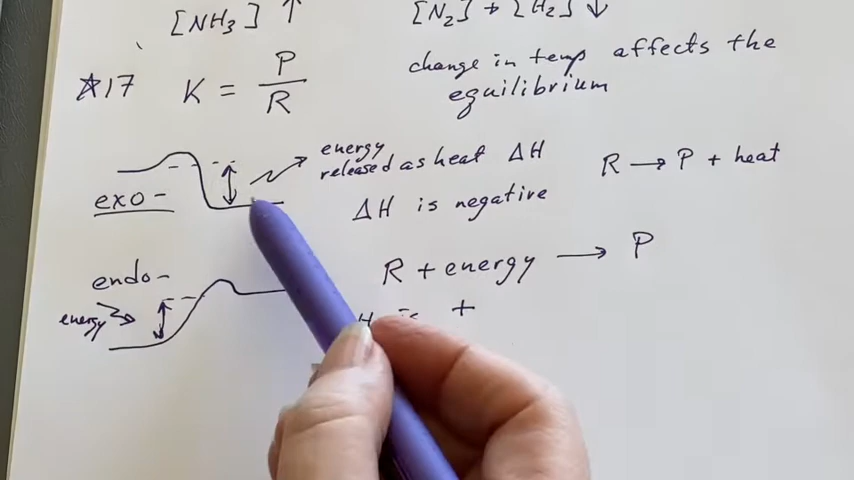 [NH₃] ↑
[N₂] + [H₂] ↓
☆17 K = P/R
change in temp affects the
equilibrium
energy
released as heat ΔH
R → P + heat
exo-
ΔH is negative
endo-
R + energy → P
energy
H is +